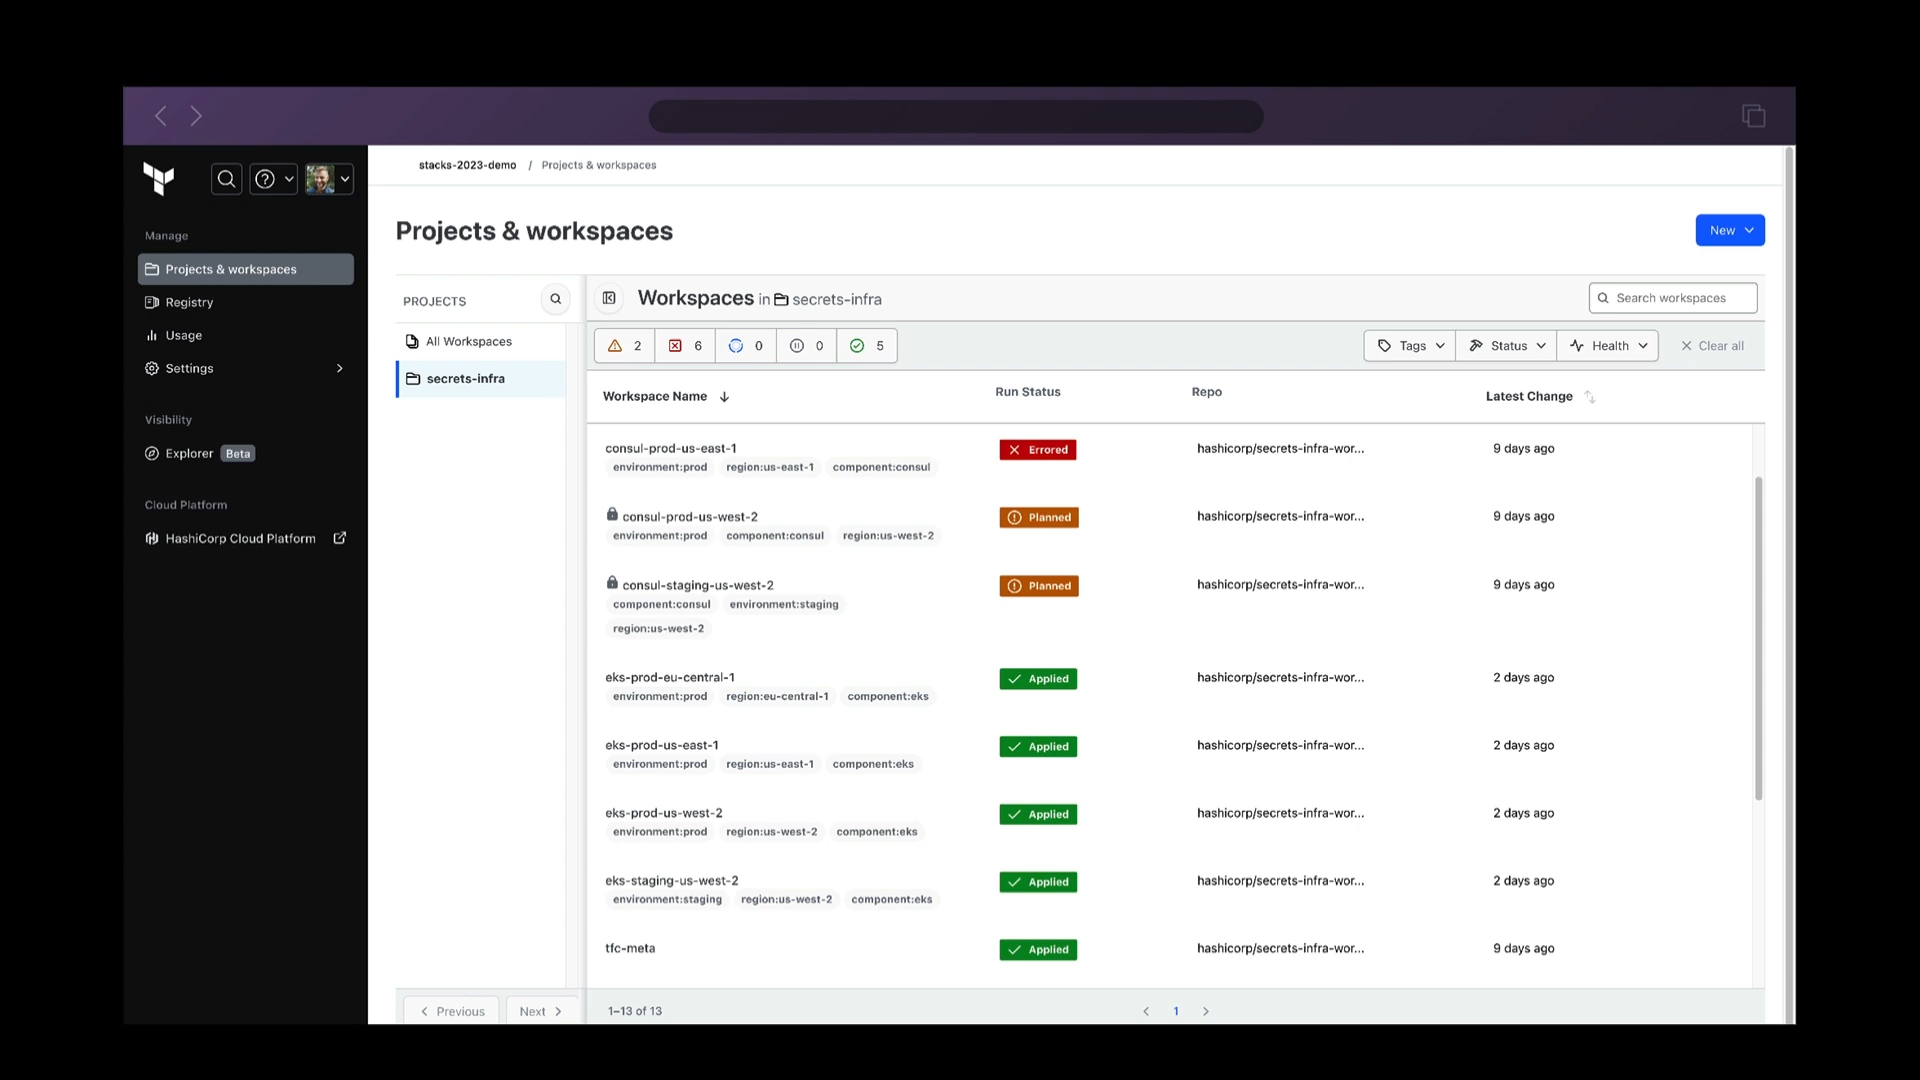 stacks-2023-demo / Projects & workspaces
Manage
Projects & workspaces
Registry
Usage
Settings
Visibility
Explorer Beta
Cloud Platform
HashiCorp Cloud Platform
Projects & workspaces
New
PROJECTS
All Workspaces
secrets-infra
Previous Next
Workspaces in secrets-infra
Search workspaces
2 6 0 0 5
Tags Status Health Clear all
Workspace Name Run Status Repo Latest Change
consul-prod-us-east-1 Errored hashicorp/secrets-infra-wor... 9 days ago
environment:prod region:us-east-1 component:consul
consul-prod-us-west-2 Planned hashicorp/secrets-infra-wor... 9 days ago
environment:prod component:consul region:us-west-2
consul-staging-us-west-2 Planned hashicorp/secrets-infra-wor... 9 days ago
component:consul environment:staging
region:us-west-2
eks-prod-eu-central-1 Applied hashicorp/secrets-infra-wor... 2 days ago
environment:prod region:eu-central-1 component:eks
eks-prod-us-east-1 Applied hashicorp/secrets-infra-wor... 2 days ago
environment:prod region:us-east-1 component:eks
eks-prod-us-west-2 Applied hashicorp/secrets-infra-wor... 2 days ago
environment:prod region:us-west-2 component:eks
eks-staging-us-west-2 Applied hashicorp/secrets-infra-wor... 2 days ago
environment:staging region:us-west-2 component:eks
tfc-meta Applied hashicorp/secrets-infra-wor... 9 days ago
1–13 of 13 1